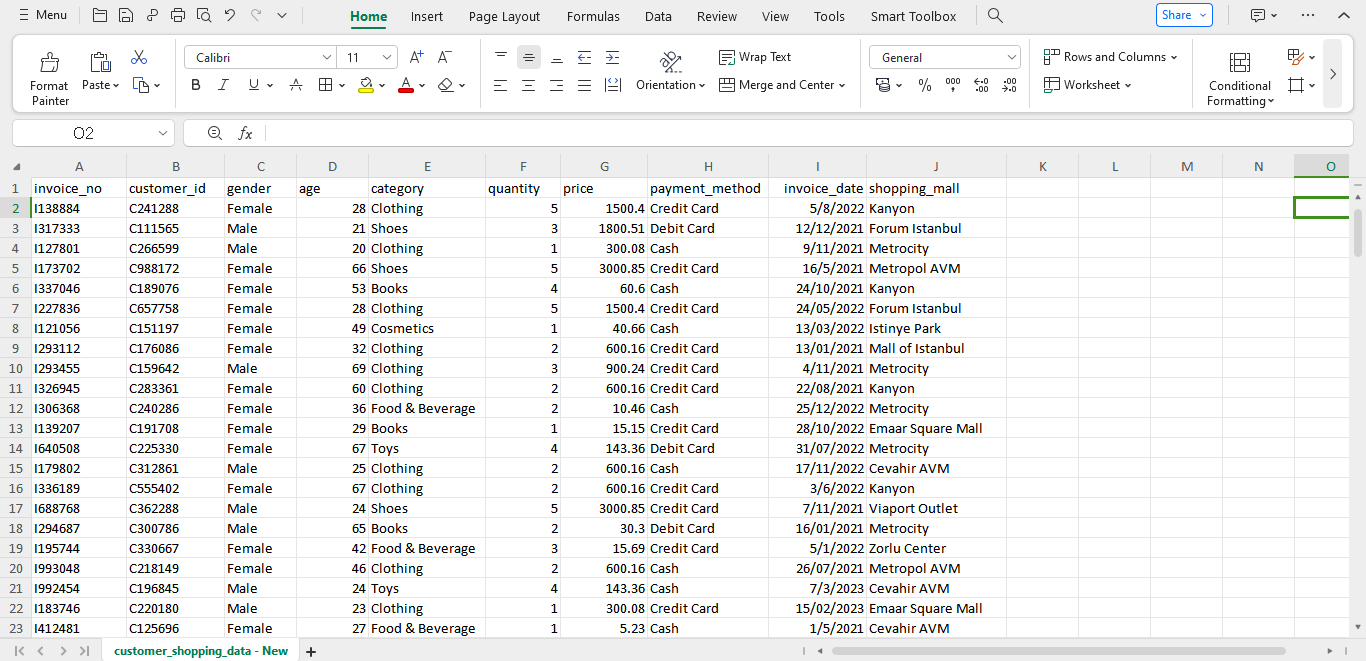 Menu Home Insert Page Layout Formulas Data Review View Tools Smart Toolbox Share
Format Painter Paste Calibri 11 A+ A- B I U A A Orientation Wrap Text Merge and Center General % Rows and Columns Worksheet Conditional Formatting
O2 fx
A B C D E F G H I J K L M N O
1 invoice_no customer_id gender age category quantity price payment_method invoice_date shopping_mall
2 I138884 C241288 Female 28 Clothing 5 1500.4 Credit Card 5/8/2022 Kanyon
3 I317333 C111565 Male 21 Shoes 3 1800.51 Debit Card 12/12/2021 Forum Istanbul
4 I127801 C266599 Male 20 Clothing 1 300.08 Cash 9/11/2021 Metrocity
5 I173702 C988172 Female 66 Shoes 5 3000.85 Credit Card 16/5/2021 Metropol AVM
6 I337046 C189076 Female 53 Books 4 60.6 Cash 24/10/2021 Kanyon
7 I227836 C657758 Female 28 Clothing 5 1500.4 Credit Card 24/05/2022 Forum Istanbul
8 I121056 C151197 Female 49 Cosmetics 1 40.66 Cash 13/03/2022 Istinye Park
9 I293112 C176086 Female 32 Clothing 2 600.16 Credit Card 13/01/2021 Mall of Istanbul
10 I293455 C159642 Male 69 Clothing 3 900.24 Credit Card 4/11/2021 Metrocity
11 I326945 C283361 Female 60 Clothing 2 600.16 Credit Card 22/08/2021 Kanyon
12 I306368 C240286 Female 36 Food & Beverage 2 10.46 Cash 25/12/2022 Metrocity
13 I139207 C191708 Female 29 Books 1 15.15 Credit Card 28/10/2022 Emaar Square Mall
14 I640508 C225330 Female 67 Toys 4 143.36 Debit Card 31/07/2022 Metrocity
15 I179802 C312861 Male 25 Clothing 2 600.16 Cash 17/11/2022 Cevahir AVM
16 I336189 C555402 Female 67 Clothing 2 600.16 Credit Card 3/6/2022 Kanyon
17 I688768 C362288 Male 24 Shoes 5 3000.85 Credit Card 7/11/2021 Viaport Outlet
18 I294687 C300786 Male 65 Books 2 30.3 Debit Card 16/01/2021 Metrocity
19 I195744 C330667 Female 42 Food & Beverage 3 15.69 Credit Card 5/1/2022 Zorlu Center
20 I993048 C218149 Female 46 Clothing 2 600.16 Cash 26/07/2021 Metropol AVM
21 I992454 C196845 Male 24 Toys 4 143.36 Cash 7/3/2023 Cevahir AVM
22 I183746 C220180 Male 23 Clothing 1 300.08 Credit Card 15/02/2023 Emaar Square Mall
23 I412481 C125696 Female 27 Food & Beverage 1 5.23 Cash 1/5/2021 Cevahir AVM
customer_shopping_data - New +